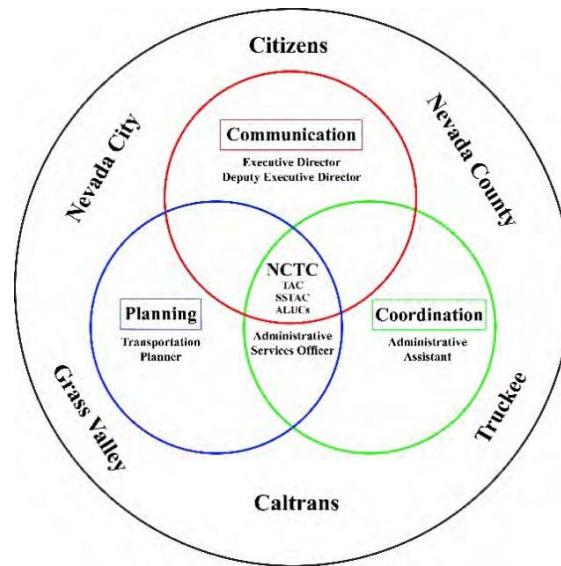 Citizens
Nevada City
Nevada County
Communication
Executive Director
Deputy Executive Director
NCTC
TAC
SSTAC
ALUCs
Planning
Transportation
Planner
Administrative
Services Officer
Coordination
Administrative
Assistant
Grass Valley
Truckee
Caltrans